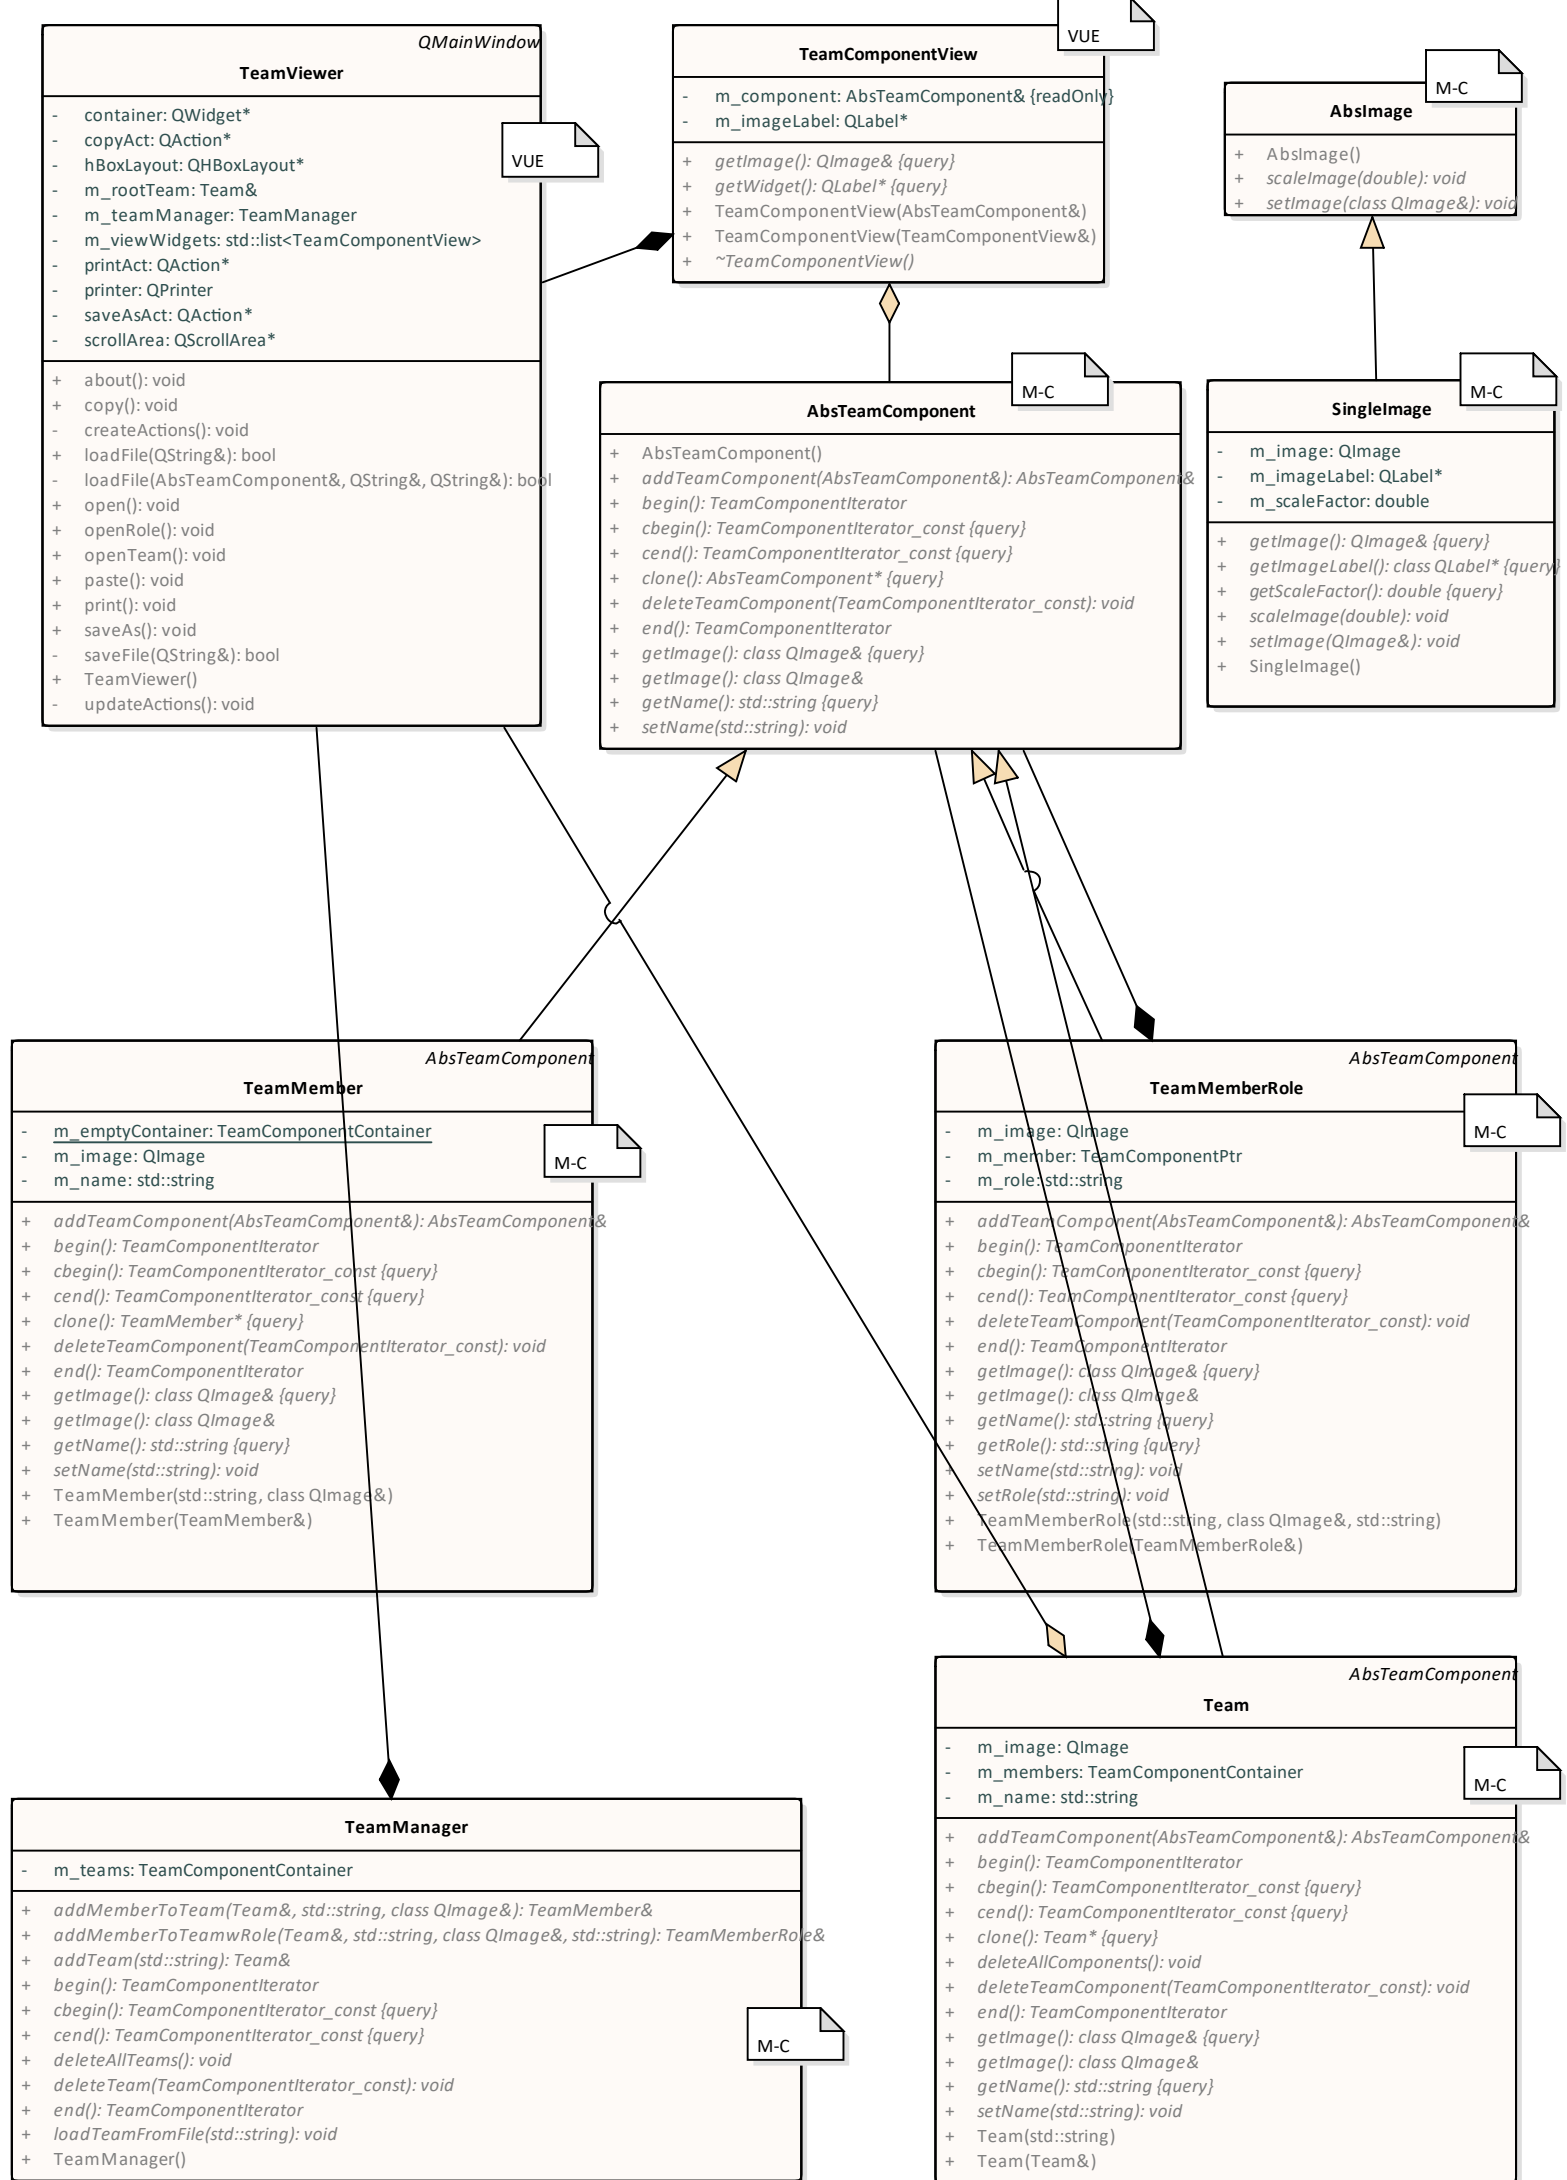 QMainWindow
TeamViewer
- container: QWidget*
- copyAct: QAction*
- hBoxLayout: QHBoxLayout*
- m_rootTeam: Team&
- m_teamManager: TeamManager
- m_viewWidgets: std::list<TeamComponentView>
- printAct: QAction*
- printer: QPrinter
- saveAsAct: QAction*
- scrollArea: QScrollArea*
+ about(): void
+ copy(): void
- createActions(): void
+ loadFile(QString&): bool
- loadFile(AbsTeamComponent&, QString&, QString&): bool
+ open(): void
+ openRole(): void
+ openTeam(): void
+ paste(): void
+ print(): void
+ saveAs(): void
- saveFile(QString&): bool
+ TeamViewer()
- updateActions(): void
VUE
VUE
TeamComponentView
- m_component: AbsTeamComponent& {readOnly}
- m_imageLabel: QLabel*
+ getImage(): QImage& {query}
+ getWidget(): QLabel* {query}
+ TeamComponentView(AbsTeamComponent&)
+ TeamComponentView(TeamComponentView&)
+ ~TeamComponentView()
M-C
AbsImage
+ AbsImage()
+ scaleImage(double): void
+ setImage(class QImage&): void
M-C
AbsTeamComponent
+ AbsTeamComponent()
+ addTeamComponent(AbsTeamComponent&): AbsTeamComponent&
+ begin(): TeamComponentIterator
+ cbegin(): TeamComponentIterator_const {query}
+ cend(): TeamComponentIterator_const {query}
+ clone(): AbsTeamComponent* {query}
+ deleteTeamComponent(TeamComponentIterator_const): void
+ end(): TeamComponentIterator
+ getImage(): class QImage& {query}
+ getImage(): class QImage&
+ getName(): std::string {query}
+ setName(std::string): void
M-C
SingleImage
- m_image: QImage
- m_imageLabel: QLabel*
- m_scaleFactor: double
+ getImage(): QImage& {query}
+ getImageLabel(): class QLabel* {query}
+ getScaleFactor(): double {query}
+ scaleImage(double): void
+ setImage(QImage&): void
+ SingleImage()
AbsTeamComponent
TeamMember
- m_emptyContainer: TeamComponentContainer
- m_image: QImage
- m_name: std::string
M-C
+ addTeamComponent(AbsTeamComponent&): AbsTeamComponent&
+ begin(): TeamComponentIterator
+ cbegin(): TeamComponentIterator_const {query}
+ cend(): TeamComponentIterator_const {query}
+ clone(): TeamMember* {query}
+ deleteTeamComponent(TeamComponentIterator_const): void
+ end(): TeamComponentIterator
+ getImage(): class QImage& {query}
+ getImage(): class QImage&
+ getName(): std::string {query}
+ setName(std::string): void
+ TeamMember(std::string, class QImage&)
+ TeamMember(TeamMember&)
AbsTeamComponent
TeamMemberRole
- m_image: QImage
- m_member: TeamComponentPtr
- m_role: std::string
M-C
+ addTeamComponent(AbsTeamComponent&): AbsTeamComponent&
+ begin(): TeamComponentIterator
+ cbegin(): TeamComponentIterator_const {query}
+ cend(): TeamComponentIterator_const {query}
+ deleteTeamComponent(TeamComponentIterator_const): void
+ end(): TeamComponentIterator
+ getImage(): class QImage& {query}
+ getImage(): class QImage&
+ getName(): std::string {query}
+ getRole(): std::string {query}
+ setName(std::string): void
+ setRole(std::string): void
+ TeamMemberRole(std::string, class QImage&, std::string)
+ TeamMemberRole(TeamMemberRole&)
TeamManager
- m_teams: TeamComponentContainer
+ addMemberToTeam(Team&, std::string, class QImage&): TeamMember&
+ addMemberToTeamwRole(Team&, std::string, class QImage&, std::string): TeamMemberRole&
+ addTeam(std::string): Team&
+ begin(): TeamComponentIterator
+ cbegin(): TeamComponentIterator_const {query}
+ cend(): TeamComponentIterator_const {query}
+ deleteAllTeams(): void
+ deleteTeam(TeamComponentIterator_const): void
+ end(): TeamComponentIterator
+ loadTeamFromFile(std::string): void
+ TeamManager()
M-C
AbsTeamComponent
Team
- m_image: QImage
- m_members: TeamComponentContainer
- m_name: std::string
M-C
+ addTeamComponent(AbsTeamComponent&): AbsTeamComponent&
+ begin(): TeamComponentIterator
+ cbegin(): TeamComponentIterator_const {query}
+ cend(): TeamComponentIterator_const {query}
+ clone(): Team* {query}
+ deleteAllComponents(): void
+ deleteTeamComponent(TeamComponentIterator_const): void
+ end(): TeamComponentIterator
+ getImage(): class QImage& {query}
+ getImage(): class QImage&
+ getName(): std::string {query}
+ setName(std::string): void
+ Team(std::string)
+ Team(Team&)